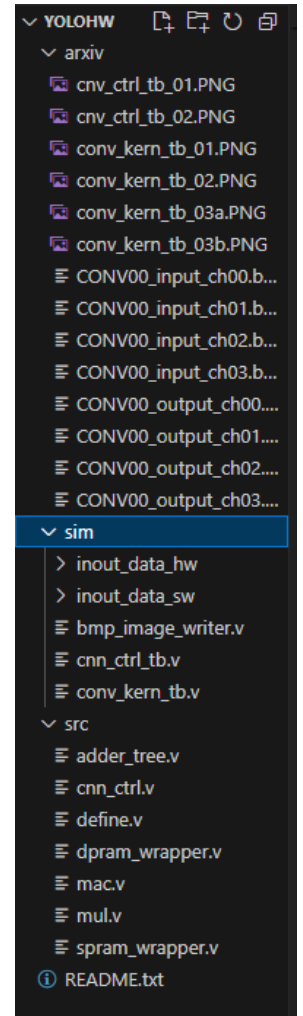 YOLOHW
arxiv
cnv_ctrl_tb_01.PNG
cnv_ctrl_tb_02.PNG
conv_kern_tb_01.PNG
conv_kern_tb_02.PNG
conv_kern_tb_03a.PNG
conv_kern_tb_03b.PNG
CONV00_input_ch00.b...
CONV00_input_ch01.b...
CONV00_input_ch02.b...
CONV00_input_ch03.b...
CONV00_output_ch00....
CONV00_output_ch01....
CONV00_output_ch02....
CONV00_output_ch03....
sim
inout_data_hw
inout_data_sw
bmp_image_writer.v
cnn_ctrl_tb.v
conv_kern_tb.v
src
adder_tree.v
cnn_ctrl.v
define.v
dpram_wrapper.v
mac.v
mul.v
spram_wrapper.v
README.txt